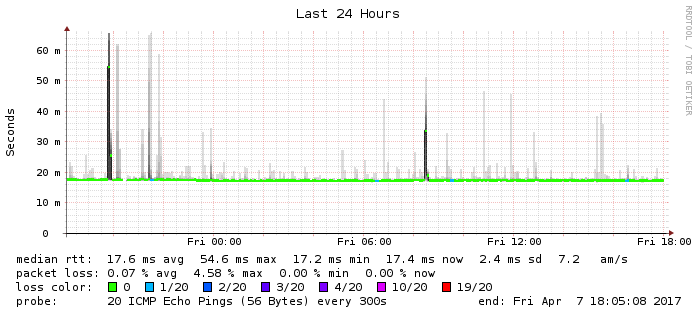 Last 24 Hours
RRDTOOL / TOBI OETIKER
Seconds
60 m
50 m
40 m
30 m
20 m
10 m
0
Fri 00:00 Fri 06:00 Fri 12:00 Fri 18:00
median rtt: 17.6 ms avg 54.6 ms max 17.2 ms min 17.4 ms now 2.4 ms sd 7.2 am/s
packet loss: 0.07 % avg 4.58 % max 0.00 % min 0.00 % now
loss color: 0 1/20 2/20 3/20 4/20 10/20 19/20
probe: 20 ICMP Echo Pings (56 Bytes) every 300s end: Fri Apr 7 18:05:08 2017